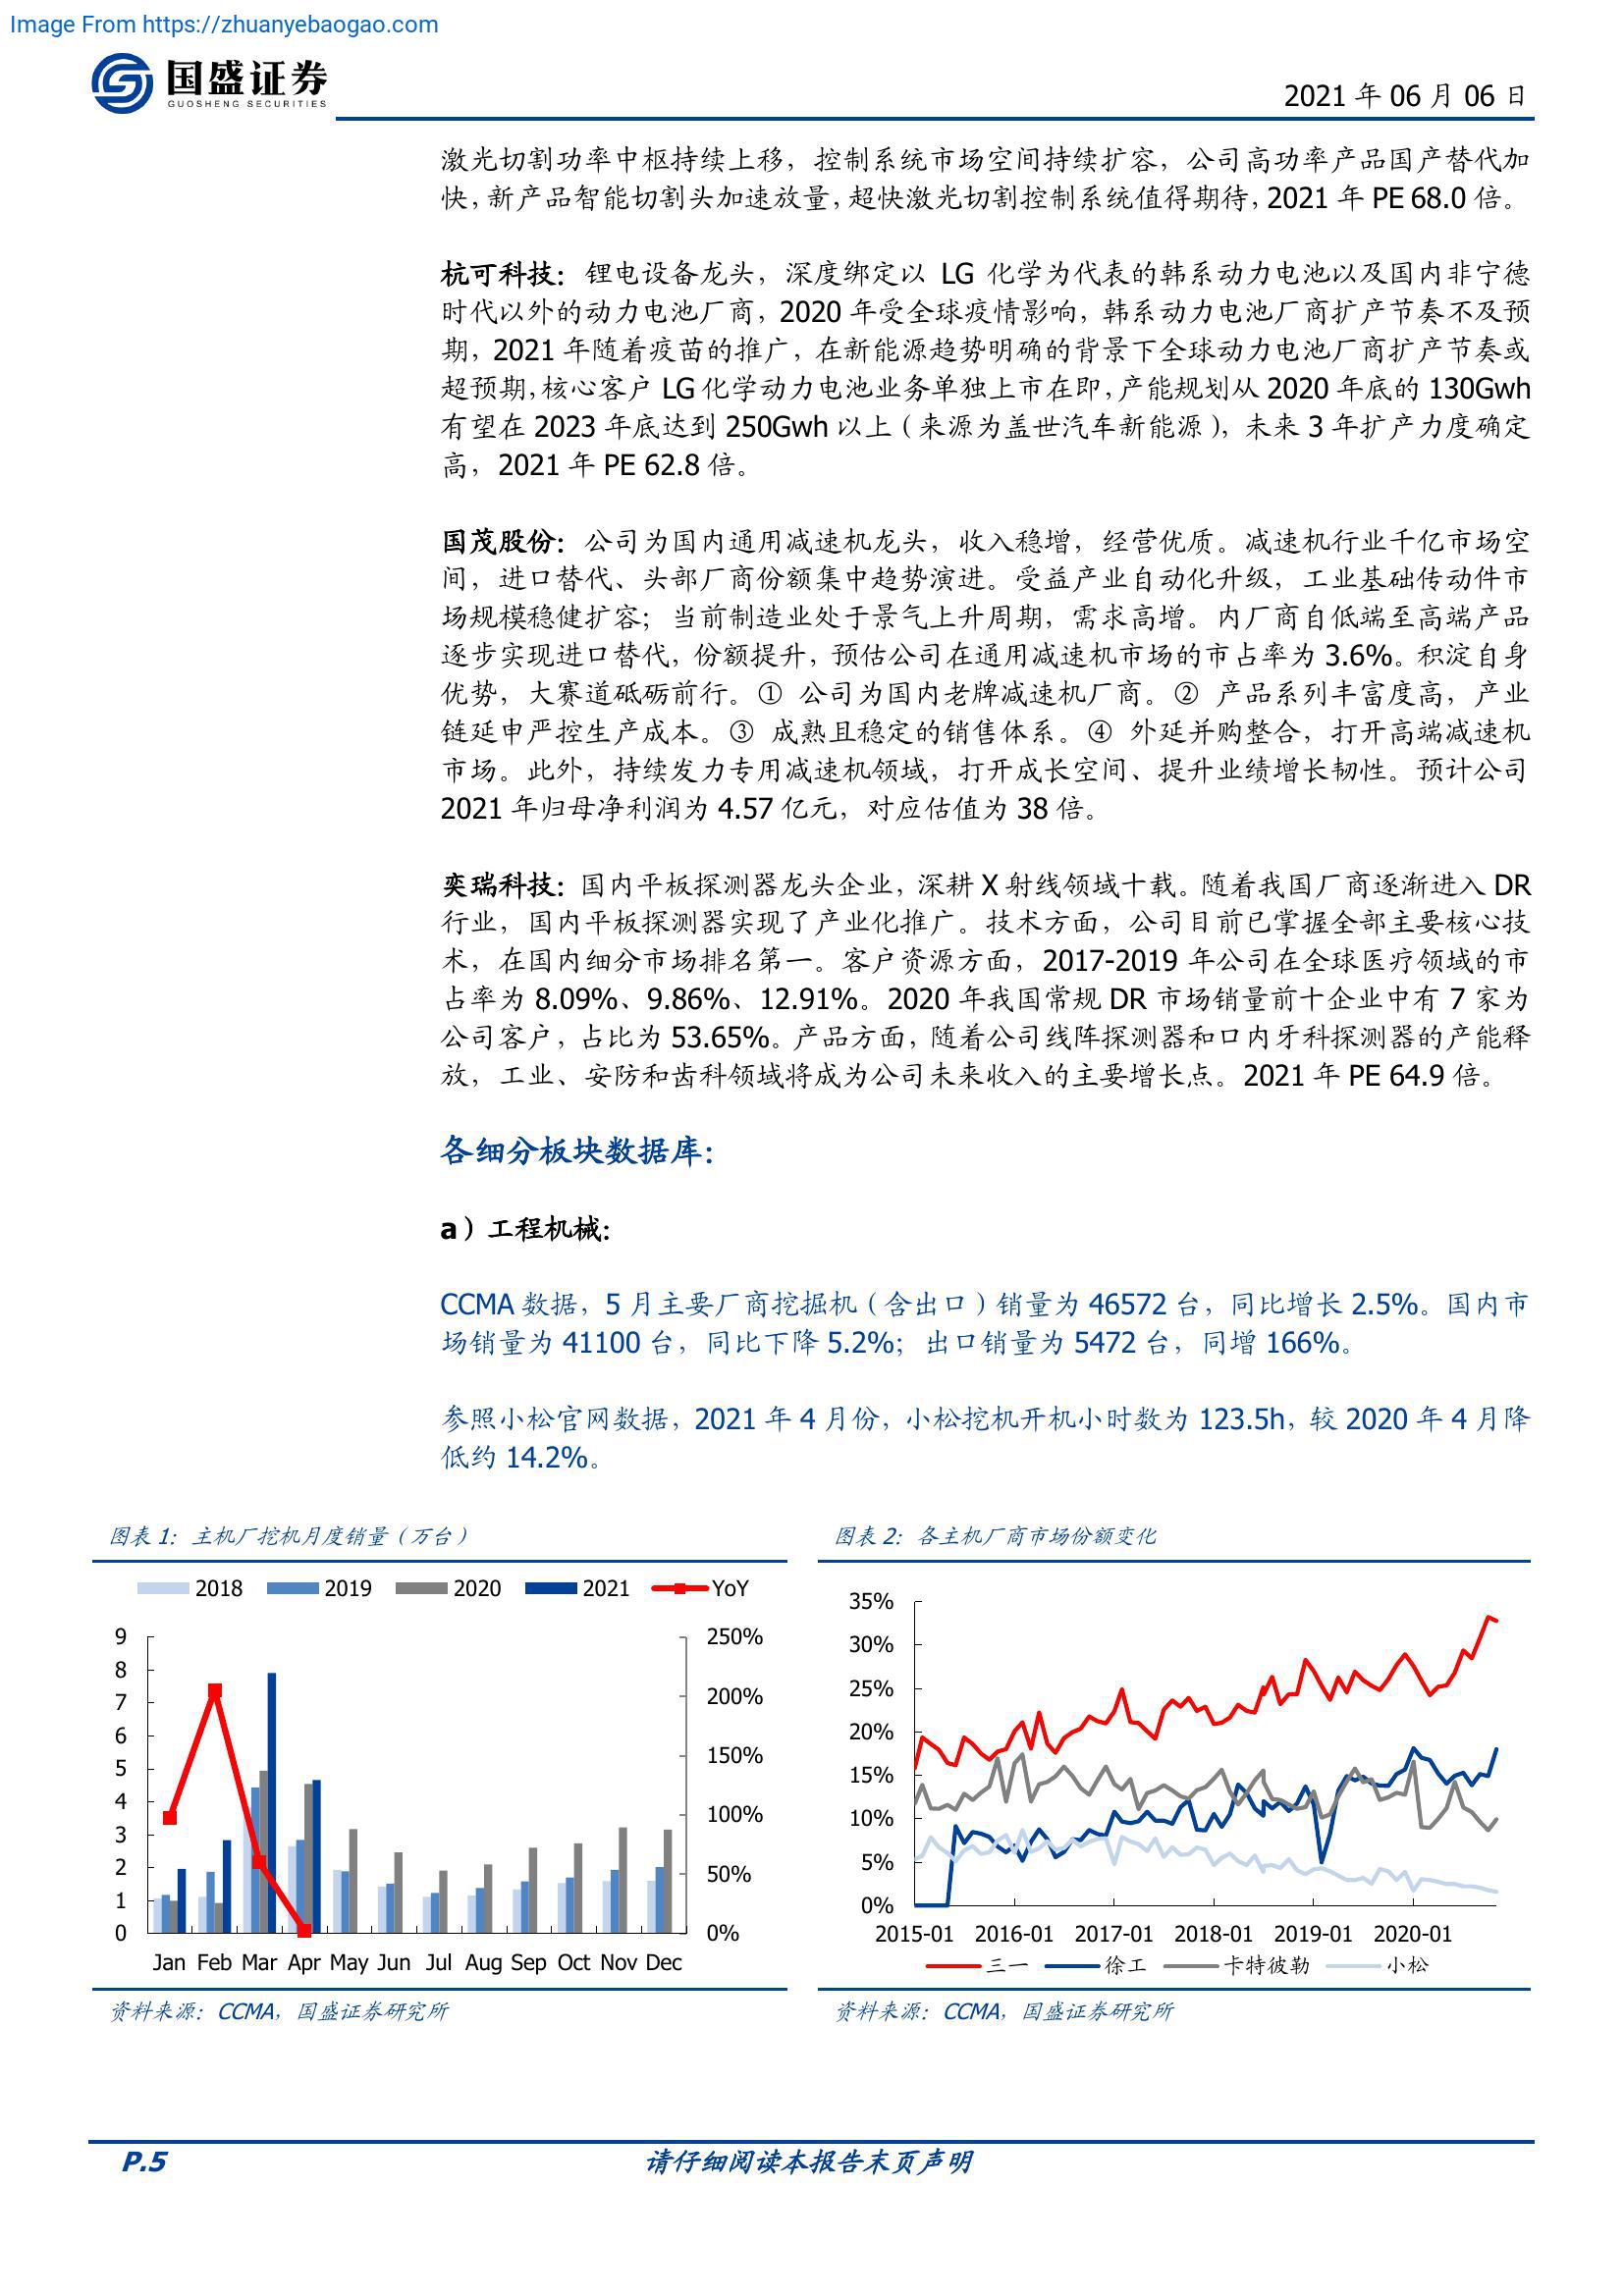 Image From https://zhuanyebaogao.com
国盛证券
GUOSHENG SECURITIES
2021 年 06 月 06 日
激光切割功率中枢持续上移，控制系统市场空间持续扩容，公司高功率产品国产替代加
快，新产品智能切割头加速放量，超快激光切割控制系统值得期待，2021 年 PE 68.0 倍。
杭可科技：锂电设备龙头，深度绑定以 LG 化学为代表的韩系动力电池以及国内非宁德
时代以外的动力电池厂商，2020 年受全球疫情影响，韩系动力电池厂商扩产节奏不及预
期，2021 年随着疫苗的推广，在新能源趋势明确的背景下全球动力电池厂商扩产节奏或
超预期，核心客户 LG 化学动力电池业务单独上市在即，产能规划从 2020 年底的 130Gwh
有望在 2023 年底达到 250Gwh 以上（来源为盖世汽车新能源），未来 3 年扩产力度确定
高，2021 年 PE 62.8 倍。
国茂股份：公司为国内通用减速机龙头，收入稳增，经营优质。减速机行业千亿市场空
间，进口替代、头部厂商份额集中趋势演进。受益产业自动化升级，工业基础传动件市
场规模稳健扩容；当前制造业处于景气上升周期，需求高增。内厂商自低端至高端产品
逐步实现进口替代，份额提升，预估公司在通用减速机市场的市占率为 3.6%。积淀自身
优势，大赛道砥砺前行。① 公司为国内老牌减速机厂商。② 产品系列丰富度高，产业
链延申严控生产成本。③ 成熟且稳定的销售体系。④ 外延并购整合，打开高端减速机
市场。此外，持续发力专用减速机领域，打开成长空间、提升业绩增长韧性。预计公司
2021 年归母净利润为 4.57 亿元，对应估值为 38 倍。
奕瑞科技：国内平板探测器龙头企业，深耕 X 射线领域十载。随着我国厂商逐渐进入 DR
行业，国内平板探测器实现了产业化推广。技术方面，公司目前已掌握全部主要核心技
术，在国内细分市场排名第一。客户资源方面，2017-2019 年公司在全球医疗领域的市
占率为 8.09%、9.86%、12.91%。2020 年我国常规 DR 市场销量前十企业中有 7 家为
公司客户，占比为 53.65%。产品方面，随着公司线阵探测器和口内牙科探测器的产能释
放，工业、安防和齿科领域将成为公司未来收入的主要增长点。2021 年 PE 64.9 倍。
各细分板块数据库：
a）工程机械：
CCMA 数据，5 月主要厂商挖掘机（含出口）销量为 46572 台，同比增长 2.5%。国内市
场销量为 41100 台，同比下降 5.2%；出口销量为 5472 台，同增 166%。
参照小松官网数据，2021 年 4 月份，小松挖机开机小时数为 123.5h，较 2020 年 4 月降
低约 14.2%。
图表 1：主机厂挖机月度销量（万台）
2018 2019 2020 2021 YoY
9
8
7
6
5
4
3
2
1
0
250%
200%
150%
100%
50%
0%
Jan Feb Mar Apr May Jun Jul Aug Sep Oct Nov Dec
资料来源：CCMA，国盛证券研究所
图表 2：各主机厂商市场份额变化
35%
30%
25%
20%
15%
10%
5%
0%
2015-01 2016-01 2017-01 2018-01 2019-01 2020-01
三一 徐工 卡特彼勒 小松
资料来源：CCMA，国盛证券研究所
P.5
请仔细阅读本报告末页声明